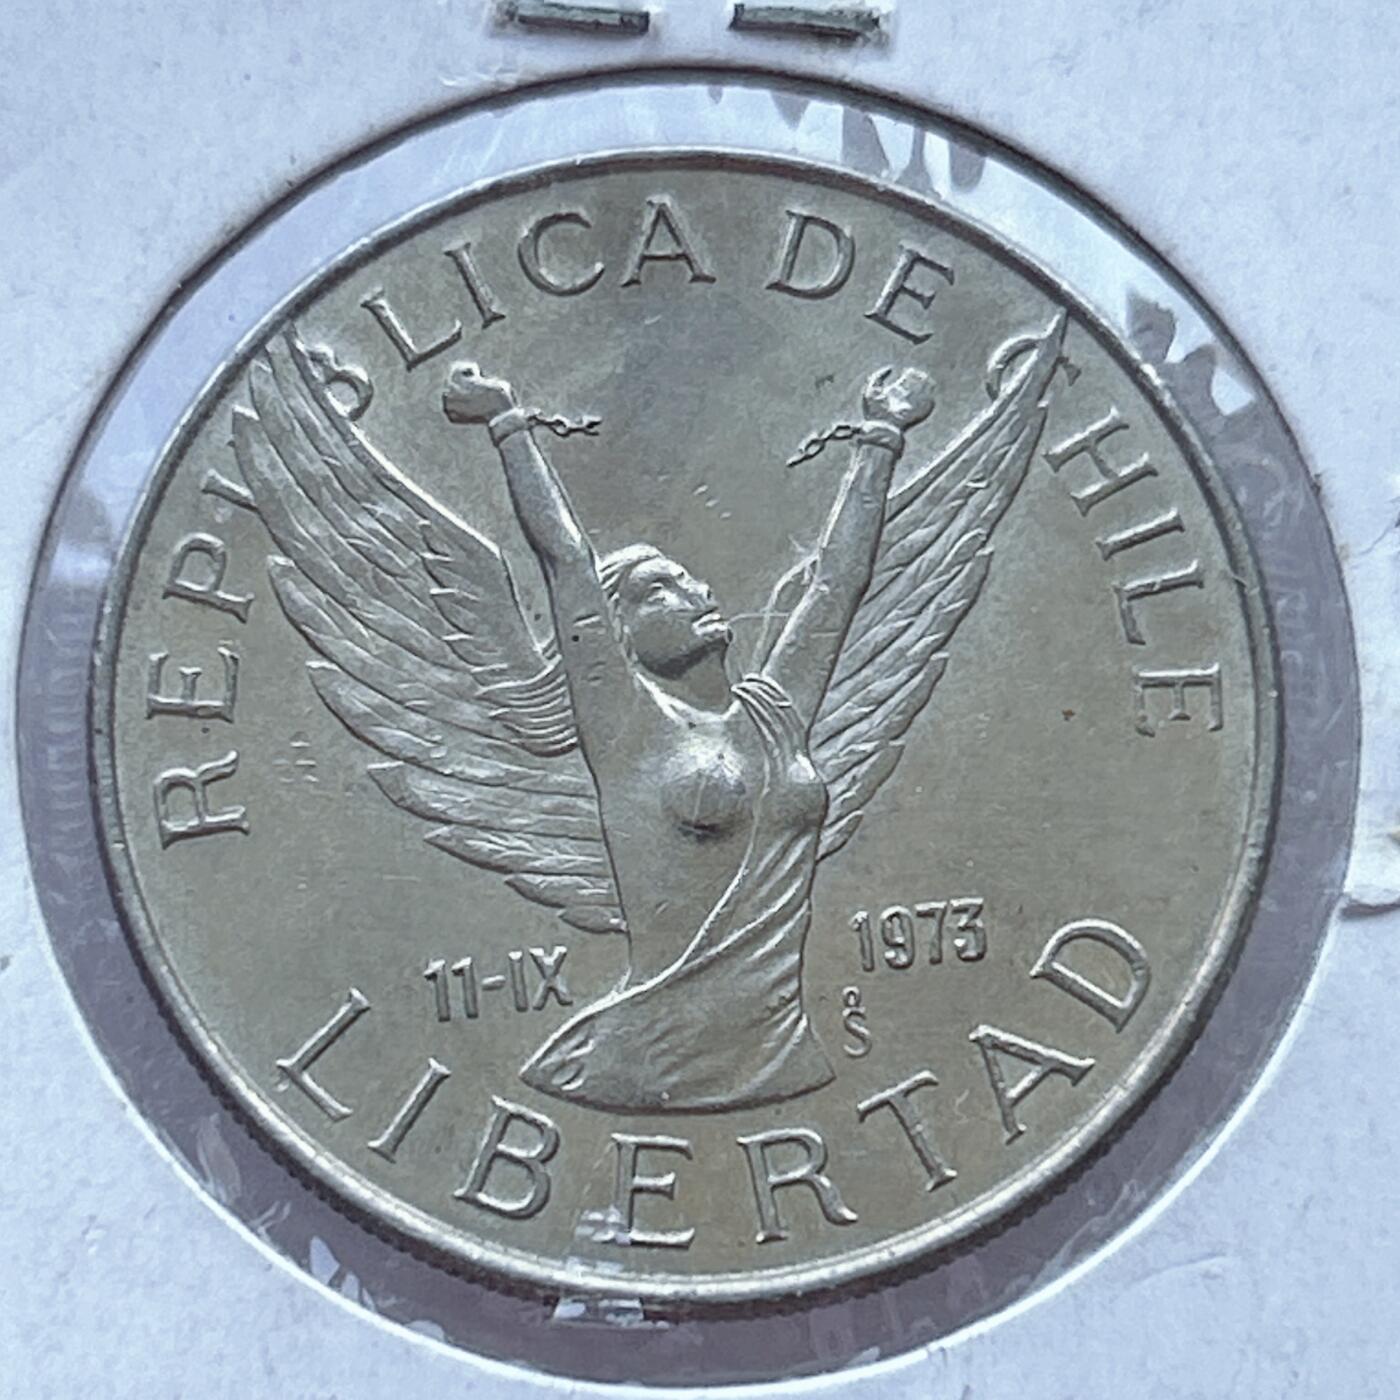 REPUBLICA DE CHILE
11-IX 1973
S
LIBERTAD